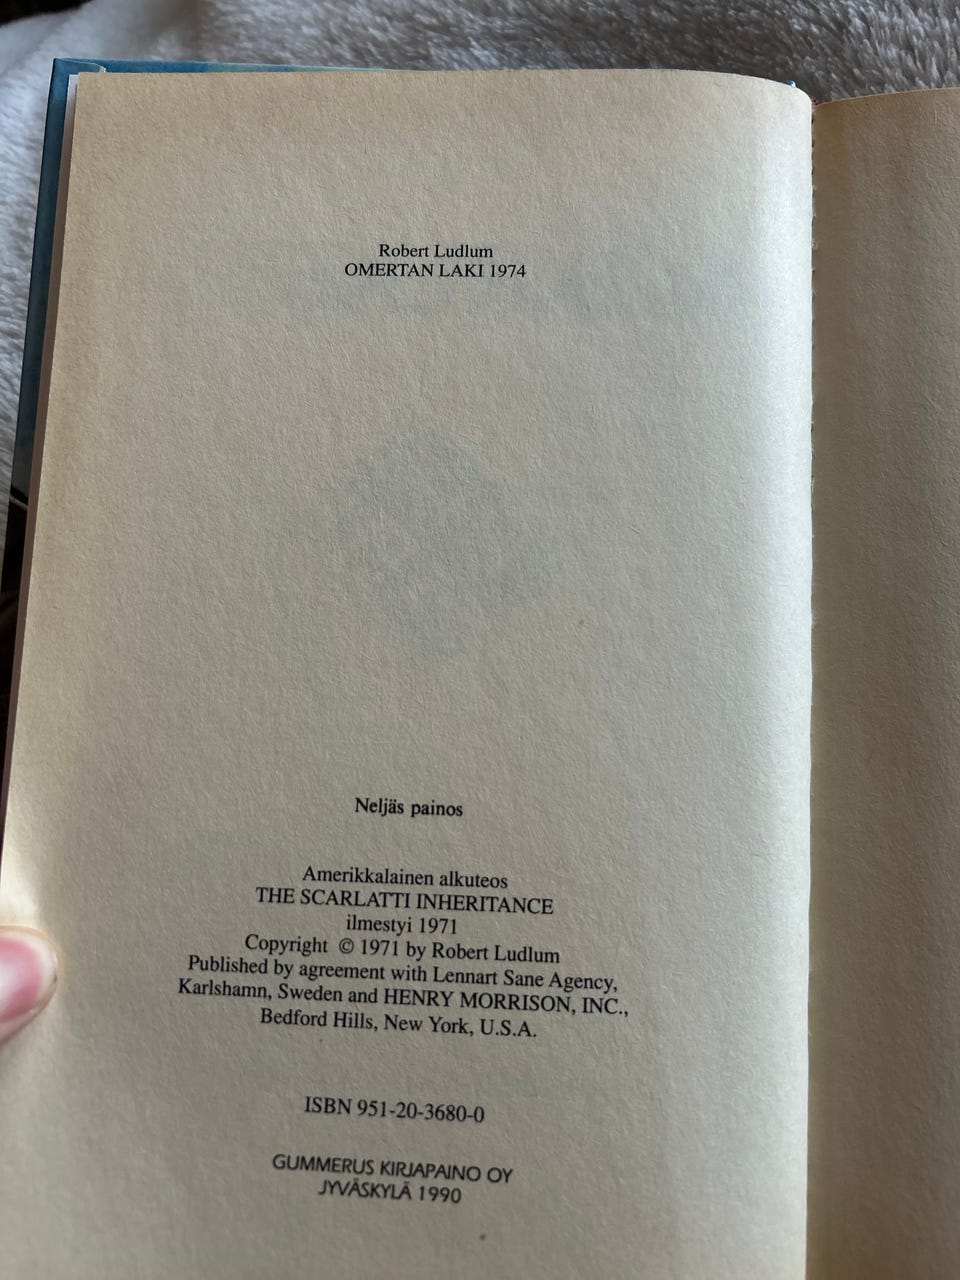 Robert Ludlum
OMERTAN LAKI 1974
Neljäs painos
Amerikkalainen alkuteos
THE SCARLATTI INHERITANCE
ilmestyi 1971
Copyright © 1971 by Robert Ludlum
Published by agreement with Lennart Sane Agency,
Karlshamn, Sweden and HENRY MORRISON, INC.,
Bedford Hills, New York, U.S.A.
ISBN 951-20-3680-0
GUMMERUS KIRJAPAINO OY
JYVÄSKYLÄ 1990